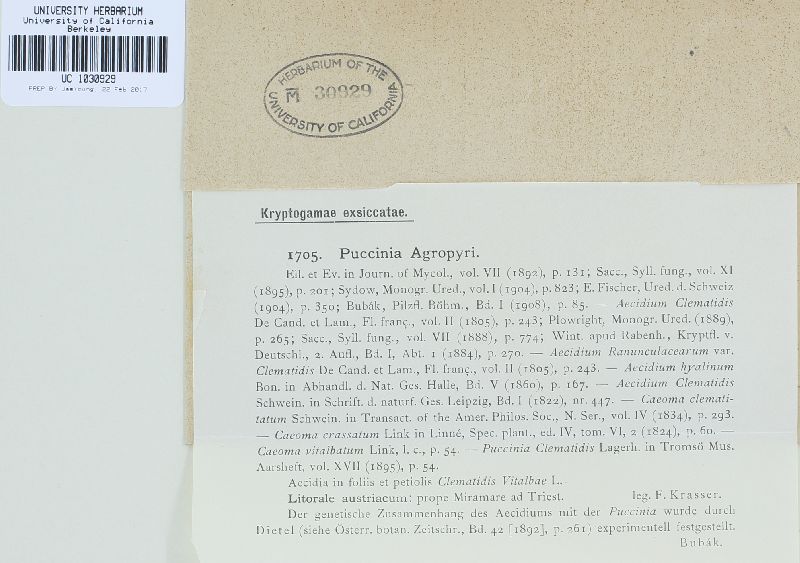 UNIVERSITY HERBARIUM
University of California
Berkeley
UC 1030929
PREP BY Jaeyoung 22 Feb 2017
HERBARIUM OF THE
M 30929
UNIVERSITY OF CALIFORNIA
Kryptogamae exsiccatae.
1705. Puccinia Agropyri.
Ell. et Ev. in Journ. of Mycol., vol. VII (1892), p. 131; Sacc., Syll. fung., vol. XI
(1895), p. 201; Sydow, Monogr. Ured., vol. I (1904), p. 823; E. Fischer, Ured. d. Schweiz
(1904), p. 350; Bubák, Pilzfl. Böhm., Bd. I (1908), p. 85. — Aecidium Clematidis
De Cand. et Lam., Fl. franç., vol. II (1805), p. 243; Plowright, Monogr. Ured. (1889),
p. 265; Sacc., Syll. fung., vol. VII (1888), p. 774; Wint. apud Rabenh., Kryptfl. v.
Deutschl., 2. Aufl., Bd. I, Abt. 1 (1884), p. 270. — Aecidium Ranunculacearum var.
Clematidis De Cand. et Lam., Fl. franç., vol. II (1805), p. 243. — Aecidium hyalinum
Bon. in Abhandl. d. Nat. Ges. Halle, Bd. V (1860), p. 167. — Aecidium Clematidis
Schwein. in Schrift. d. naturf. Ges. Leipzig, Bd. I (1822), nr. 447. — Caeoma clemati-
tatum Schwein. in Transact. of the Amer. Philos. Soc., N. Ser., vol. IV (1834), p. 293.
— Caeoma crassatum Link in Linné, Spec. plant., ed. IV, tom. VI, 2 (1824), p. 60. —
Caeoma vitalbatum Link, l. c., p. 54. — Puccinia Clematidis Lagerh. in Tromsö Mus.
Aarsheft, vol. XVII (1895), p. 54.
Aecidia in foliis et petiolis Clematidis Vitalbae L.
Litorale austriacum: prope Miramare ad Triest. leg. F. Krasser.
Der genetische Zusammenhang des Aecidiums mit der Puccinia wurde durch
Dietel (siehe Österr. botan. Zeitschr., Bd. 42 [1892], p. 261) experimentell festgestellt.
Bubák.